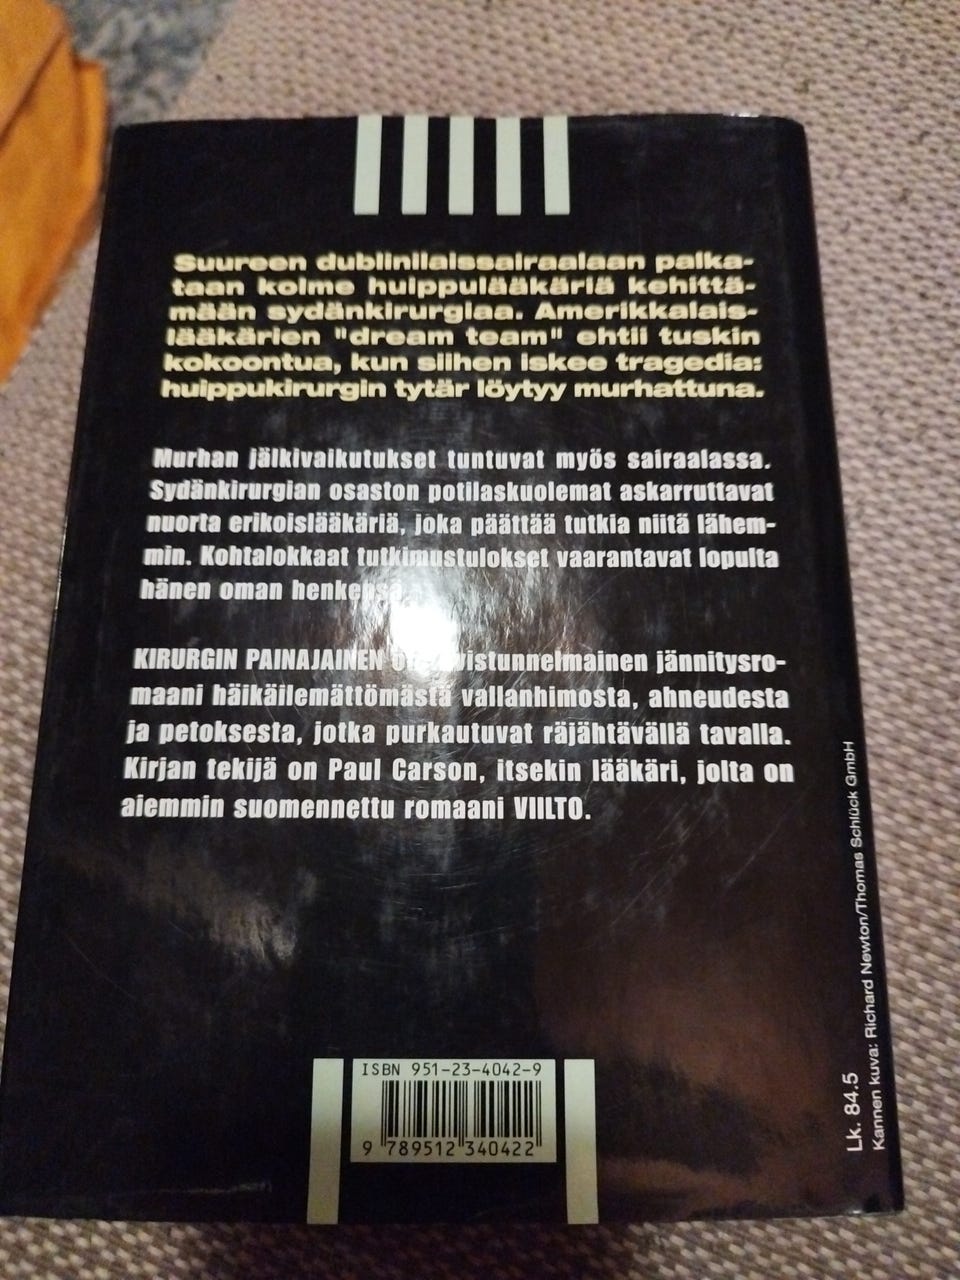 Suureen dubliinilaissairaalaan palka-
taan kolme huippulääkäriä kehittä-
mään sydänkirurgiaa. Amerikkalais-
lääkärien "dream team" ehtii tuskin
kokoontua, kun siihen iskee tragedia:
huippukirurgin tytär löytyy murhattuna.
Murhan jälkivaikutukset tuntuvat myös sairaalassa.
Sydänkirurgian osaston potilaskuolemat askarruttavat
nuorta erikoislääkäriä, joka päättää tutkia niitä lähem-
min. Kohtalokkaat tutkimustulokset vaarantavat lopulta
hänen oman henkensä.
KIRURGIN PAINAJAINEN jännitysro-
maani häikäilemättömästä vallanhimosta, ahneudesta
ja petoksesta, jotka purkautuvat räjähtävällä tavalla.
Kirjan tekijä on Paul Carson, itsekin lääkäri, jolta on
aiemmin suomennettu romaani VIILTO.
ISBN 951-23-4042-9
9 789512 340422
Lk. 84.5
Kannen kuva: Richard Newton/Thomas Schlück GmbH